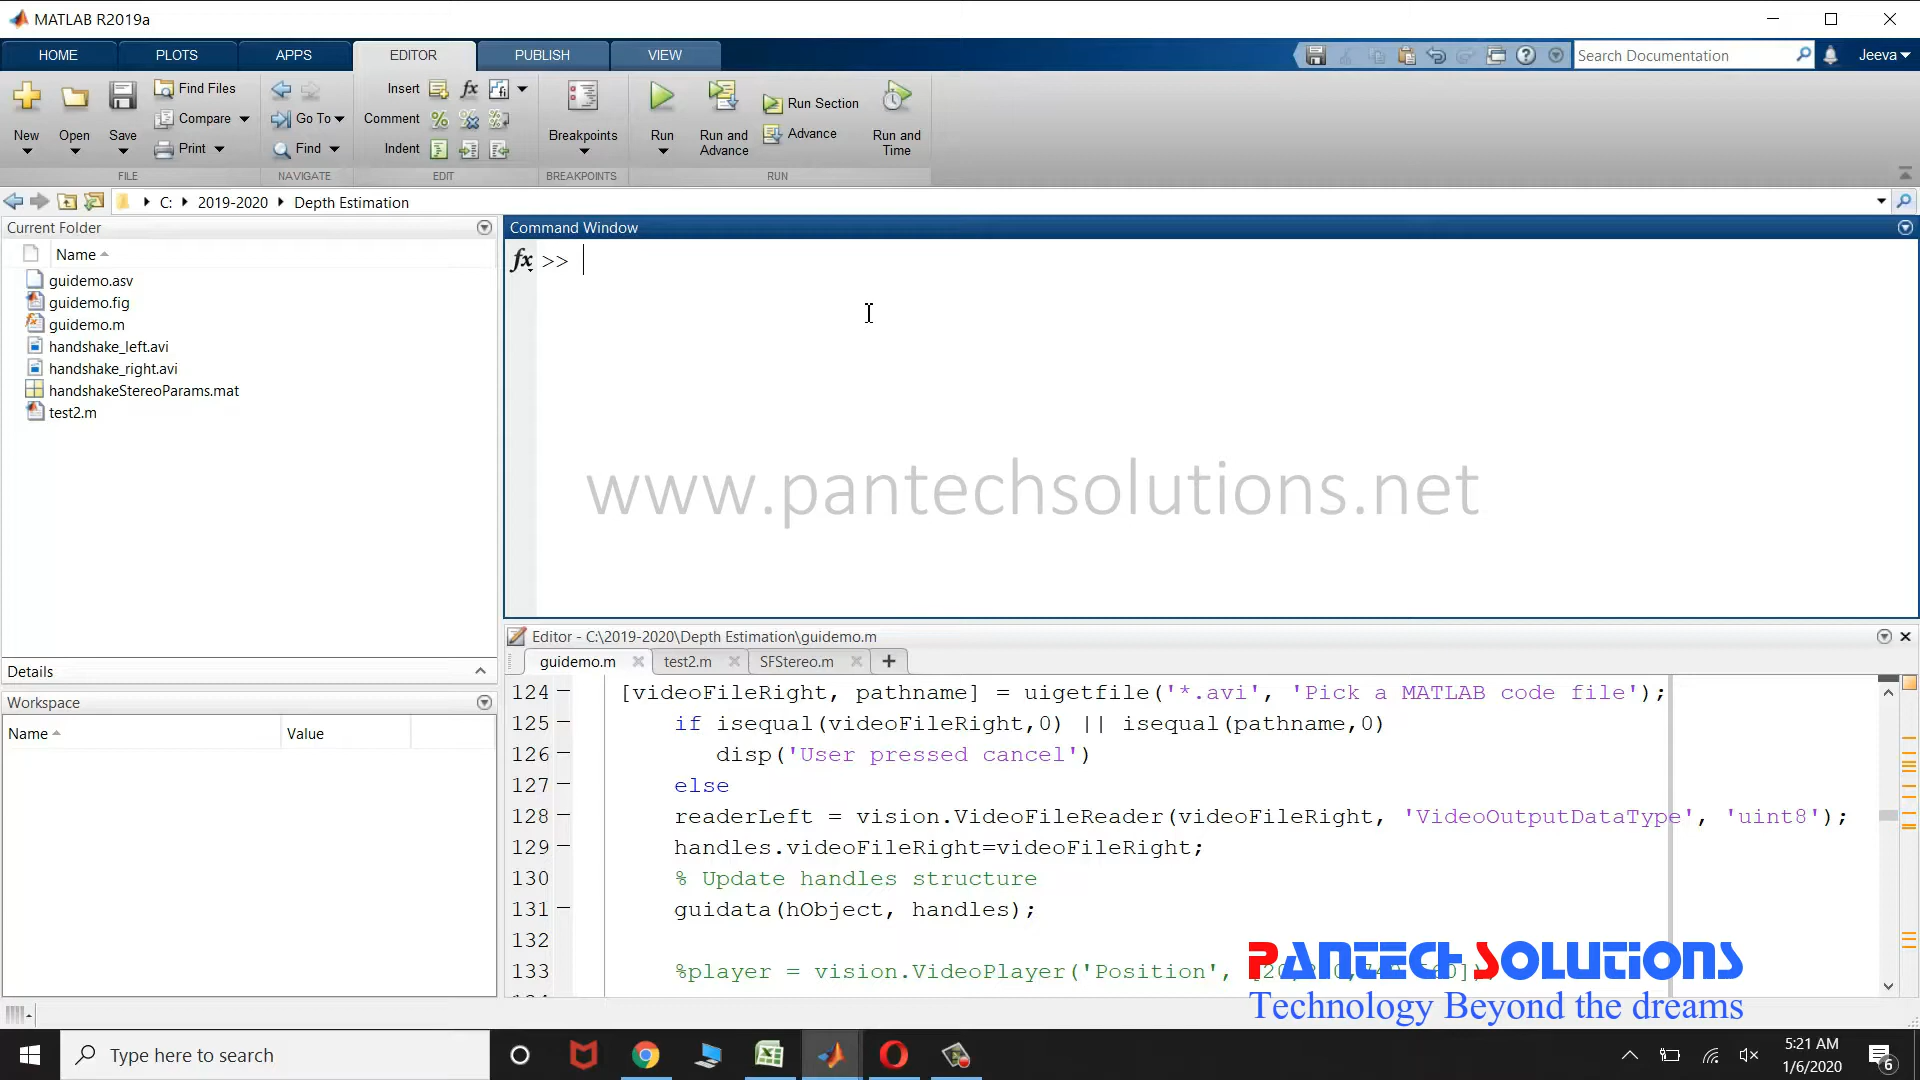 MATLAB R2019a
HOME PLOTS APPS EDITOR PUBLISH VIEW
Search Documentation Jeeva
New Open Save
Find Files
Compare
Print
FILE
Go To
Find
NAVIGATE
Insert fx
Comment
Indent
EDIT
Breakpoints
BREAKPOINTS
Run
Run and Advance
Run Section
Advance
Run and Time
RUN
C: 2019-2020 Depth Estimation
Current Folder
Name
guidemo.asv
guidemo.fig
guidemo.m
handshake_left.avi
handshake_right.avi
handshakeStereoParams.mat
test2.m
Details
Workspace
Name Value
Command Window
fx >>
www.pantechsolutions.net
Editor - C:\2019-2020\Depth Estimation\guidemo.m
guidemo.m test2.m SFStereo.m
124 [videoFileRight, pathname] = uigetfile('*.avi', 'Pick a MATLAB code file');
125 if isequal(videoFileRight,0) || isequal(pathname,0)
126 disp('User pressed cancel')
127 else
128 readerLeft = vision.VideoFileReader(videoFileRight, 'VideoOutputDataType', 'uint8');
129 handles.videoFileRight=videoFileRight;
130 % Update handles structure
131 guidata(hObject, handles);
132
133 %player = vision.VideoPlayer('Position',
PANTECH SOLUTIONS
Technology Beyond the dreams
Type here to search
5:21 AM
1/6/2020
6